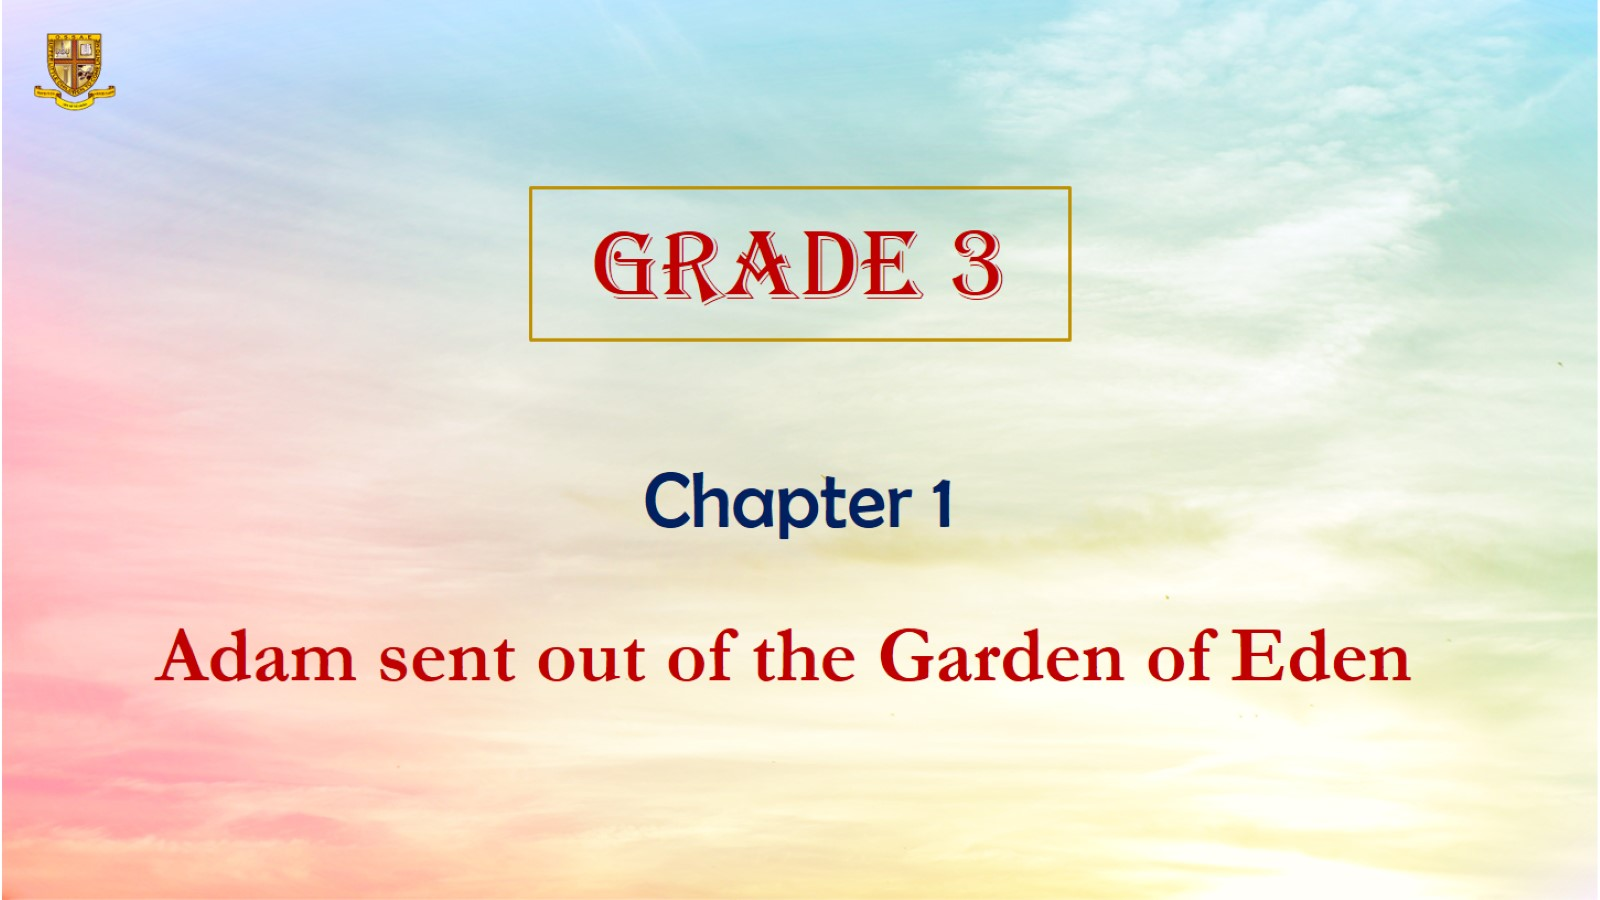 O.S.S.A.E
GRADE 3
Chapter 1
Adam sent out of the Garden of Eden